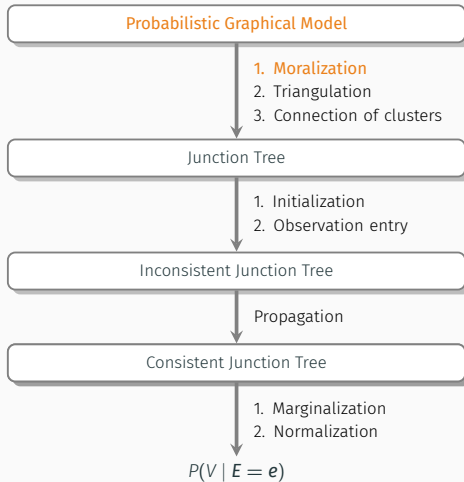 Probabilistic Graphical Model
1. Moralization
2. Triangulation
3. Connection of clusters
Junction Tree
1. Initialization
2. Observation entry
Inconsistent Junction Tree
Propagation
Consistent Junction Tree
1. Marginalization
2. Normalization
P(V | E = e)